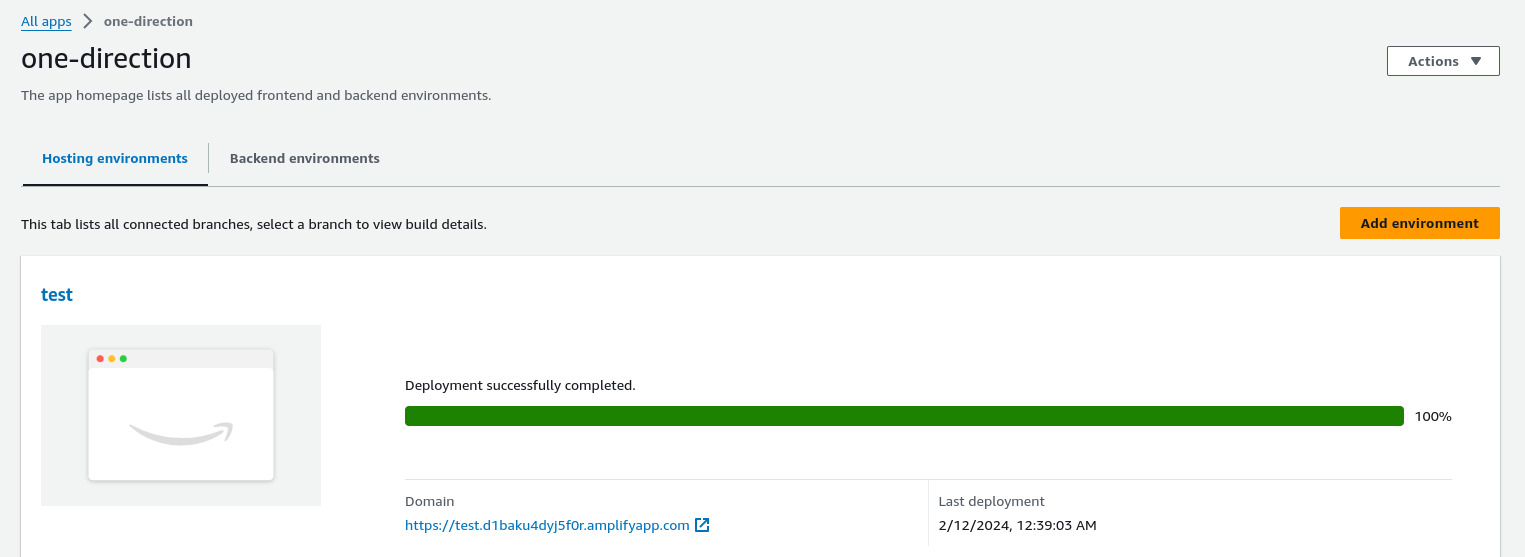 All apps > one-direction
one-direction
Actions ▼
The app homepage lists all deployed frontend and backend environments.
Hosting environments
Backend environments
This tab lists all connected branches, select a branch to view build details.
Add environment
test
Deployment successfully completed.
100%
Domain
https://test.d1baku4dyj5f0r.amplifyapp.com
Last deployment
2/12/2024, 12:39:03 AM